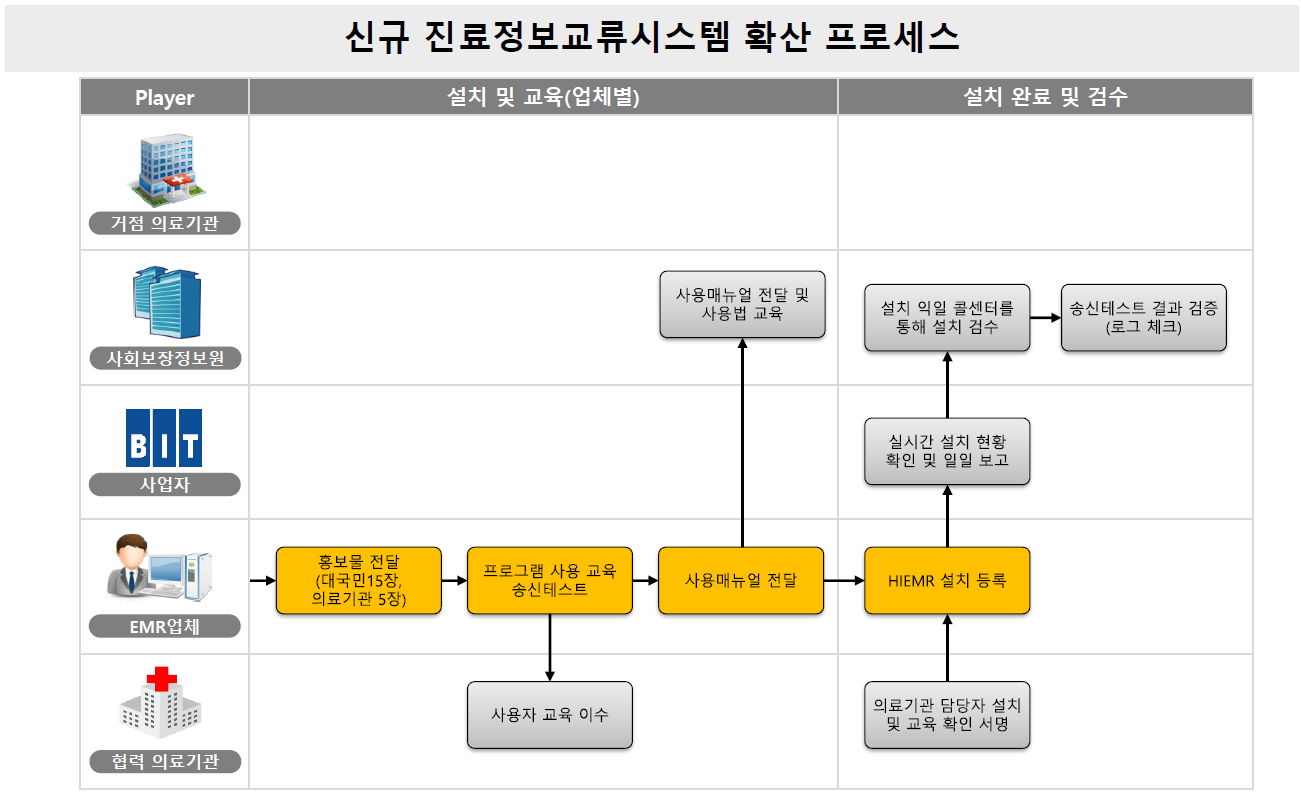 신규 진료정보교류시스템 확산 프로세스
Player
설치 및 교육(업체별)
설치 완료 및 검수
거점 의료기관
사회보장정보원
사용매뉴얼 전달 및
사용법 교육
설치 익일 콜센터를
통해 설치 검수
송신테스트 결과 검증
(로그 체크)
BIT
사업자
실시간 설치 현황
확인 및 일일 보고
EMR업체
홍보물 전달
(대국민15장,
의료기관 5장)
프로그램 사용 교육
송신테스트
사용매뉴얼 전달
HIEMR 설치 등록
협력 의료기관
사용자 교육 이수
의료기관 담당자 설치
및 교육 확인 서명